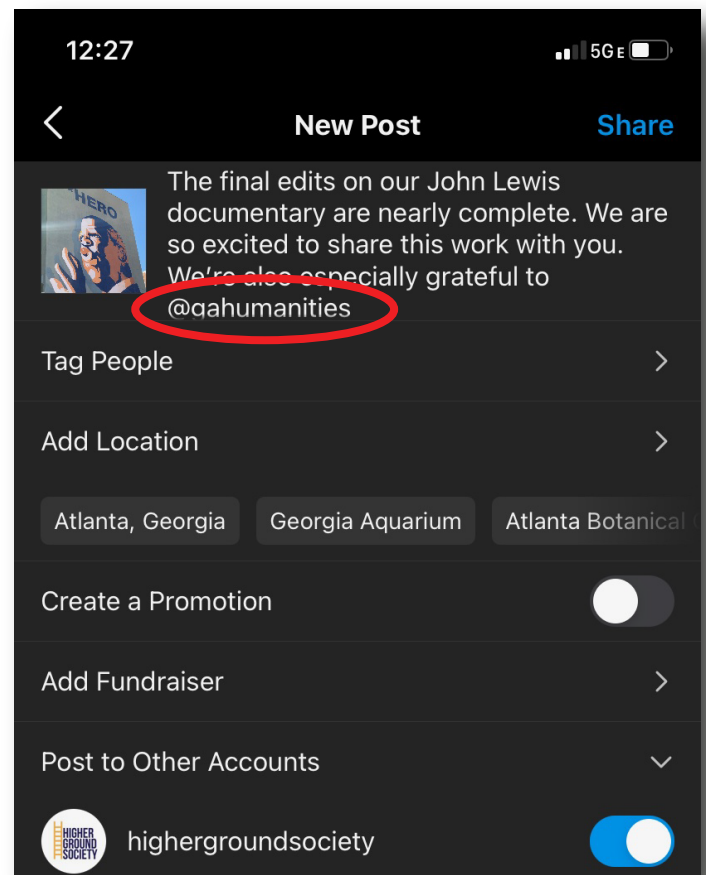 12:27
5GE
New Post
Share
HERO
The final edits on our John Lewis
documentary are nearly complete. We are
so excited to share this work with you.
We're also especially grateful to
@gahumanities
Tag People
Add Location
Atlanta, Georgia
Georgia Aquarium
Atlanta Botanical
Create a Promotion
Add Fundraiser
Post to Other Accounts
HIGHER
GROUND
SOCIETY
highergroundsociety